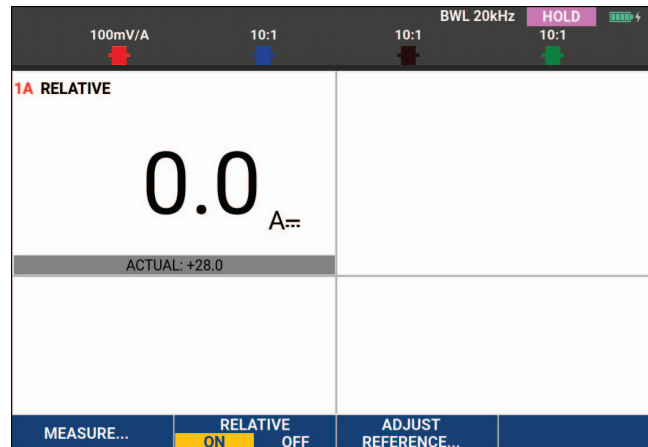 BWL 20kHz HOLD
100mV/A 10:1 10:1 10:1
1A RELATIVE
0.0 A⎓
ACTUAL: +28.0
MEASURE... RELATIVE ADJUST
ON OFF REFERENCE...